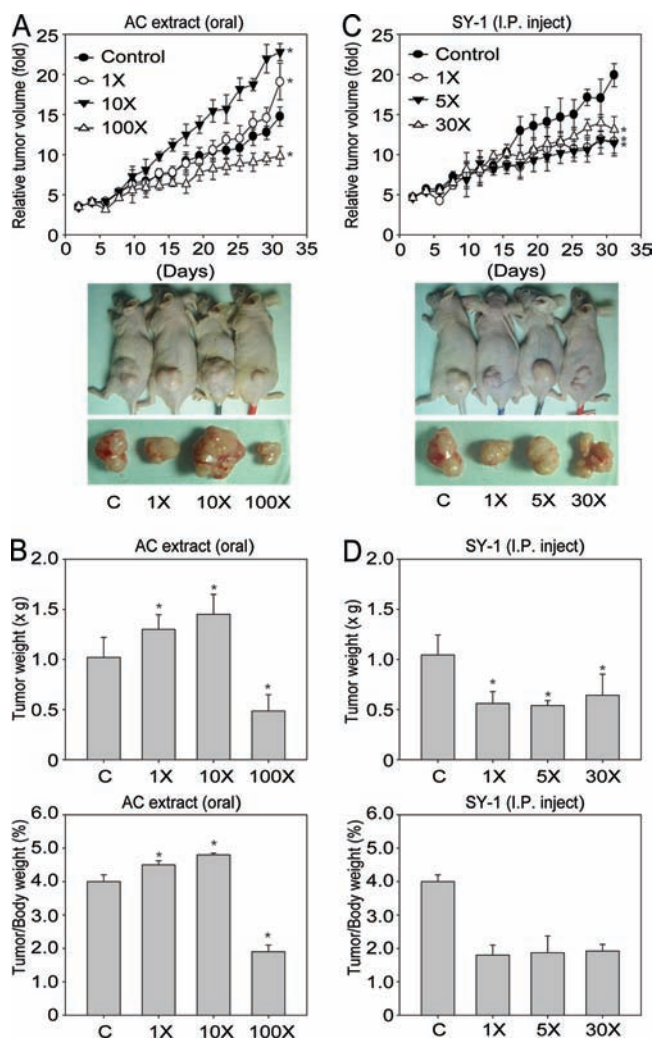 A
AC extract (oral)
Relative tumor volume (fold)
25
20
15
10
5
0
Control
1X
10X
100X
*
*
*
0 5 10 15 20 25 30 35
(Days)
C 1X 10X 100X
C
SY-1 (I.P. inject)
Relative tumor volume (fold)
25
20
15
10
5
0
Control
1X
5X
30X
*
*
*
0 5 10 15 20 25 30 35
(Days)
C 1X 5X 30X
B
AC extract (oral)
Tumor weight (x g)
2.0
1.5
1.0
0.5
0
* * *
C 1X 10X 100X
AC extract (oral)
Tumor/Body weight (%)
6.0
5.0
4.0
3.0
2.0
1.0
0
* * *
C 1X 10X 100X
D
SY-1 (I.P. inject)
Tumor weight (x g)
2.0
1.5
1.0
0.5
0
* * *
C 1X 5X 30X
SY-1 (I.P. inject)
Tumor/Body weight (%)
6.0
5.0
4.0
3.0
2.0
1.0
0
C 1X 5X 30X